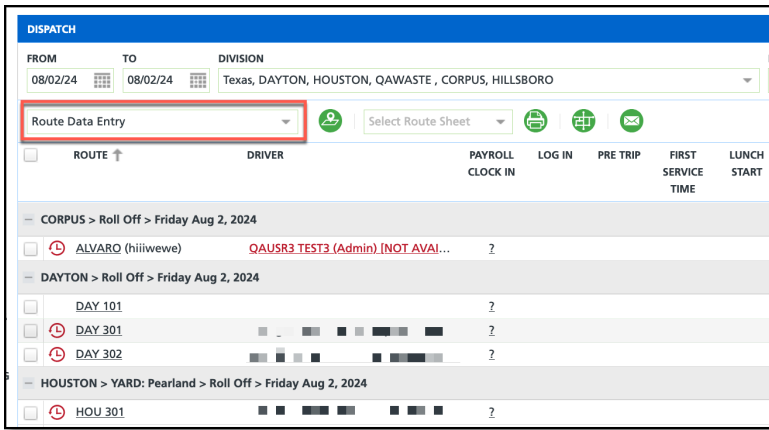 DISPATCH
FROM TO DIVISION
08/02/24 08/02/24 Texas, DAYTON, HOUSTON, QAWASTE , CORPUS, HILLSBORO
Route Data Entry Select Route Sheet
ROUTE DRIVER PAYROLL LOG IN PRE TRIP FIRST LUNCH
CLOCK IN SERVICE START
TIME
CORPUS > Roll Off > Friday Aug 2, 2024
ALVARO (hiiiwewe) QAUSR3 TEST3 (Admin) [NOT AVAI... ?
DAYTON > Roll Off > Friday Aug 2, 2024
DAY 101 ?
DAY 301 ?
DAY 302 ?
HOUSTON > YARD: Pearland > Roll Off > Friday Aug 2, 2024
HOU 301 ?